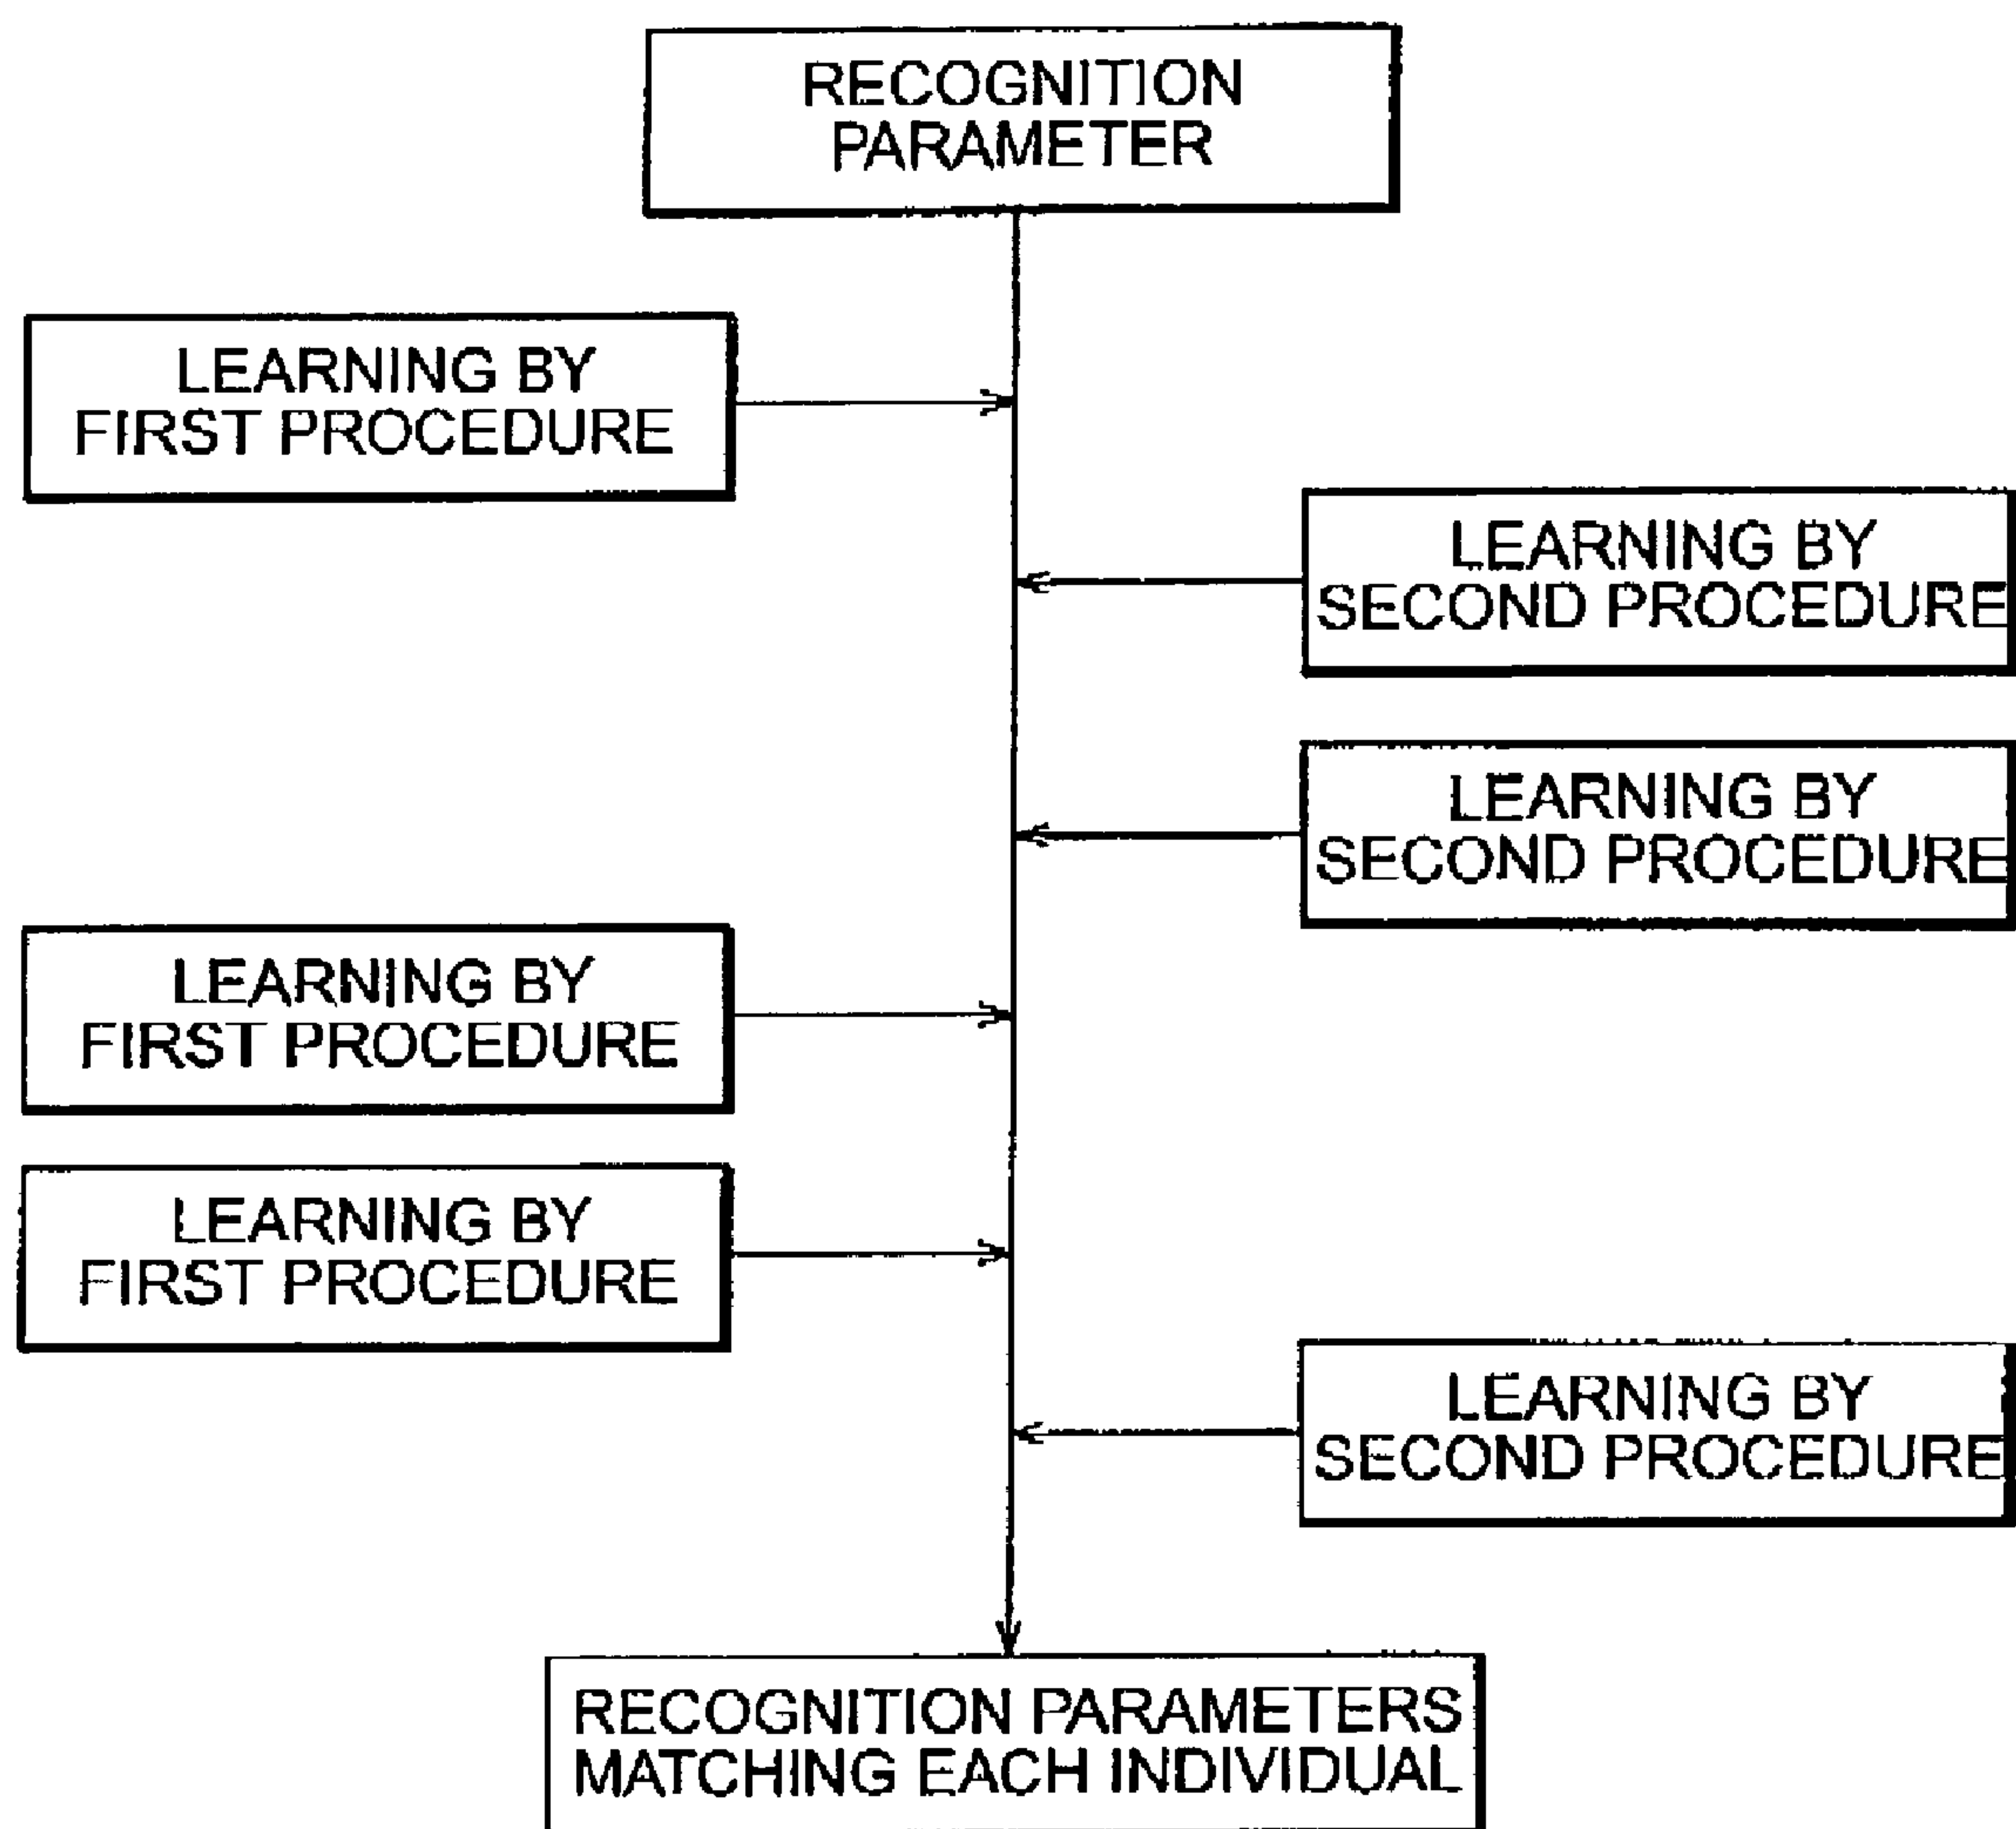 RECOGNITION
PARAMETER
LEARNING BY
FIRST PROCEDURE
LEARNING BY
SECOND PROCEDURE
LEARNING BY
SECOND PROCEDURE
LEARNING BY
FIRST PROCEDURE
LEARNING BY
FIRST PROCEDURE
LEARNING BY
SECOND PROCEDURE
RECOGNITION PARAMETERS
MATCHING EACH INDIVIDUAL